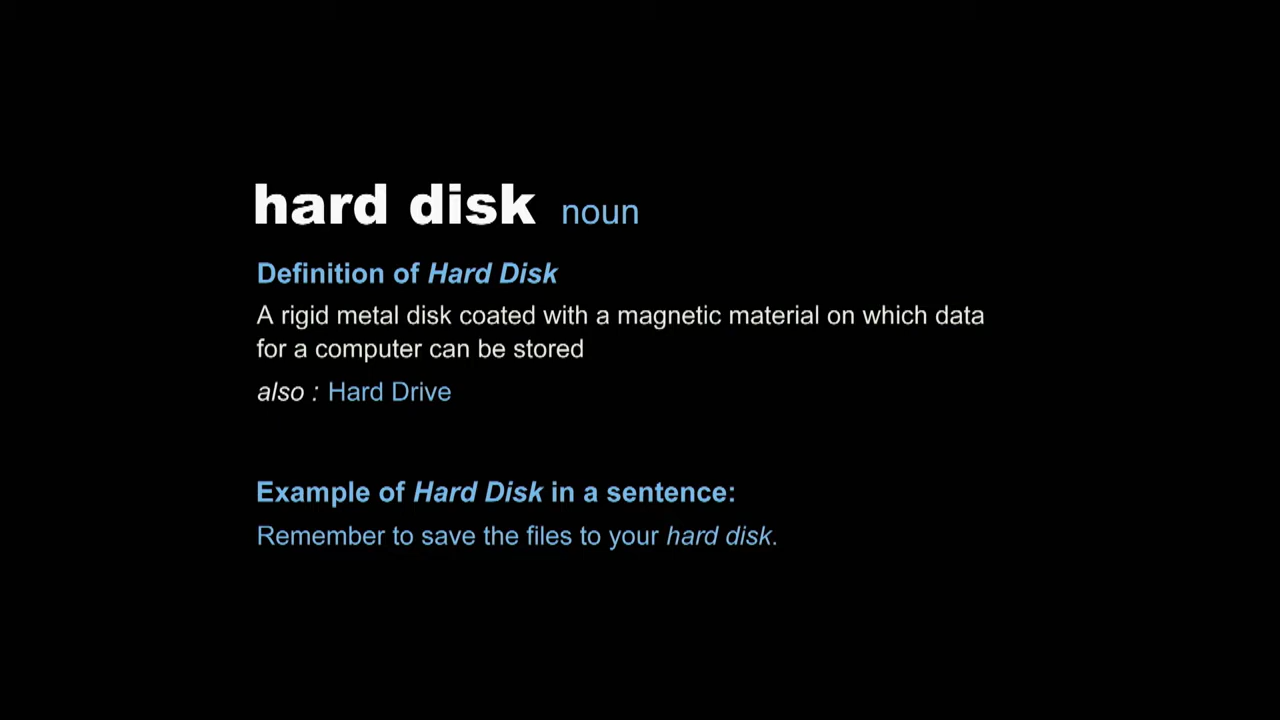 hard disk noun
Definition of Hard Disk
A rigid metal disk coated with a magnetic material on which data
for a computer can be stored
also : Hard Drive
Example of Hard Disk in a sentence:
Remember to save the files to your hard disk.